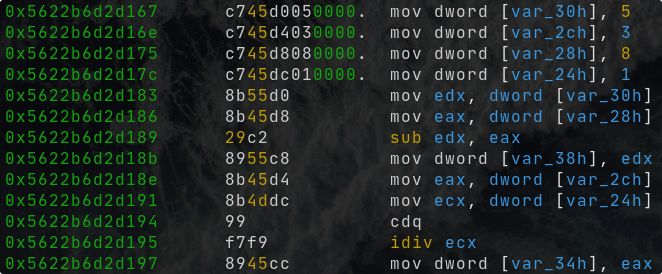 0x5622b6d2d167 c745d0050000. mov dword [var_30h], 5
0x5622b6d2d16e c745d4030000. mov dword [var_2ch], 3
0x5622b6d2d175 c745d8080000. mov dword [var_28h], 8
0x5622b6d2d17c c745dc010000. mov dword [var_24h], 1
0x5622b6d2d183 8b55d0 mov edx, dword [var_30h]
0x5622b6d2d186 8b45d8 mov eax, dword [var_28h]
0x5622b6d2d189 29c2 sub edx, eax
0x5622b6d2d18b 8955c8 mov dword [var_38h], edx
0x5622b6d2d18e 8b45d4 mov eax, dword [var_2ch]
0x5622b6d2d191 8b4ddc mov ecx, dword [var_24h]
0x5622b6d2d194 99 cdq
0x5622b6d2d195 f7f9 idiv ecx
0x5622b6d2d197 8945cc mov dword [var_34h], eax